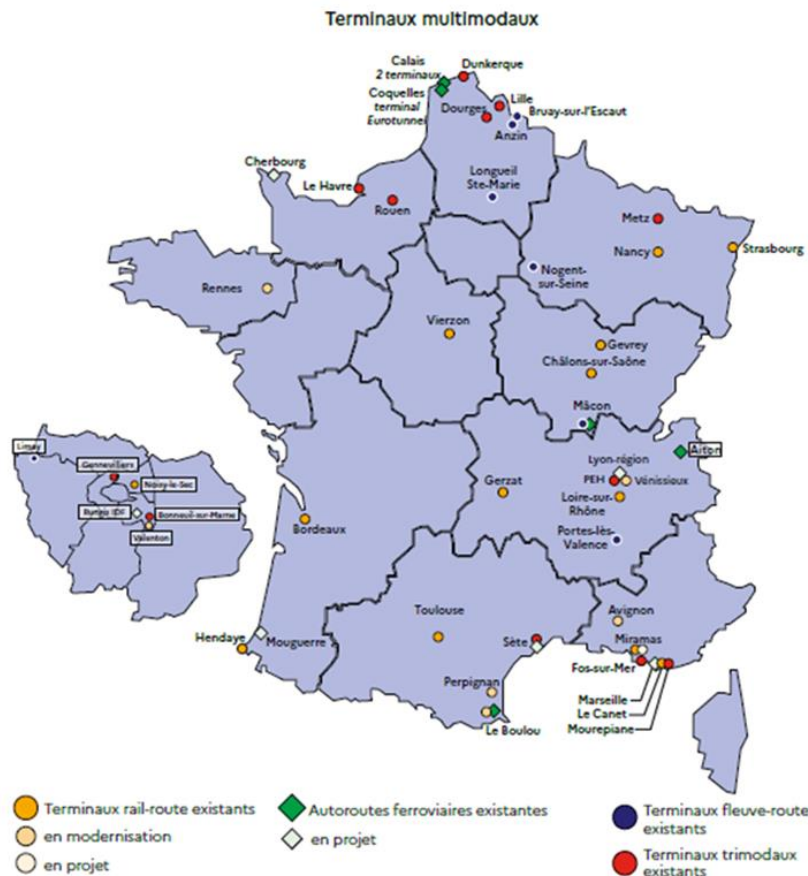 Terminaux multimodaux
Calais
2 terminaux
Dunkerque
Coquelles
terminal
Eurotunnel
Lille
Dourges
Bruay-sur-l'Escaut
Anzin
Cherbourg
Longueil
Ste-Marie
Le Havre
Rouen
Metz
Nancy
Strasbourg
Nogent-
sur-Seine
Rennes
Vierzon
Gevrey
Châlons-sur-Saône
Mâcon
Limay
Gennevilliers
Noisy-le-Sec
Rungis IDF
Bonneuil-sur-Marne
Valenton
Aiton
Lyon-région
PEH
Vénissieux
Gerzat
Loire-sur-
Rhône
Portes-lès-
Valence
Bordeaux
Toulouse
Avignon
Hendaye
Mouguerre
Sète
Miramas
Fos-sur-Mer
Perpignan
Marseille
Le Canet
Mourepiane
Le Boulou
Terminaux rail-route existants
en modernisation
en projet
Autoroutes ferroviaires existantes
en projet
Terminaux fleuve-route
existants
Terminaux trimodaux
existants